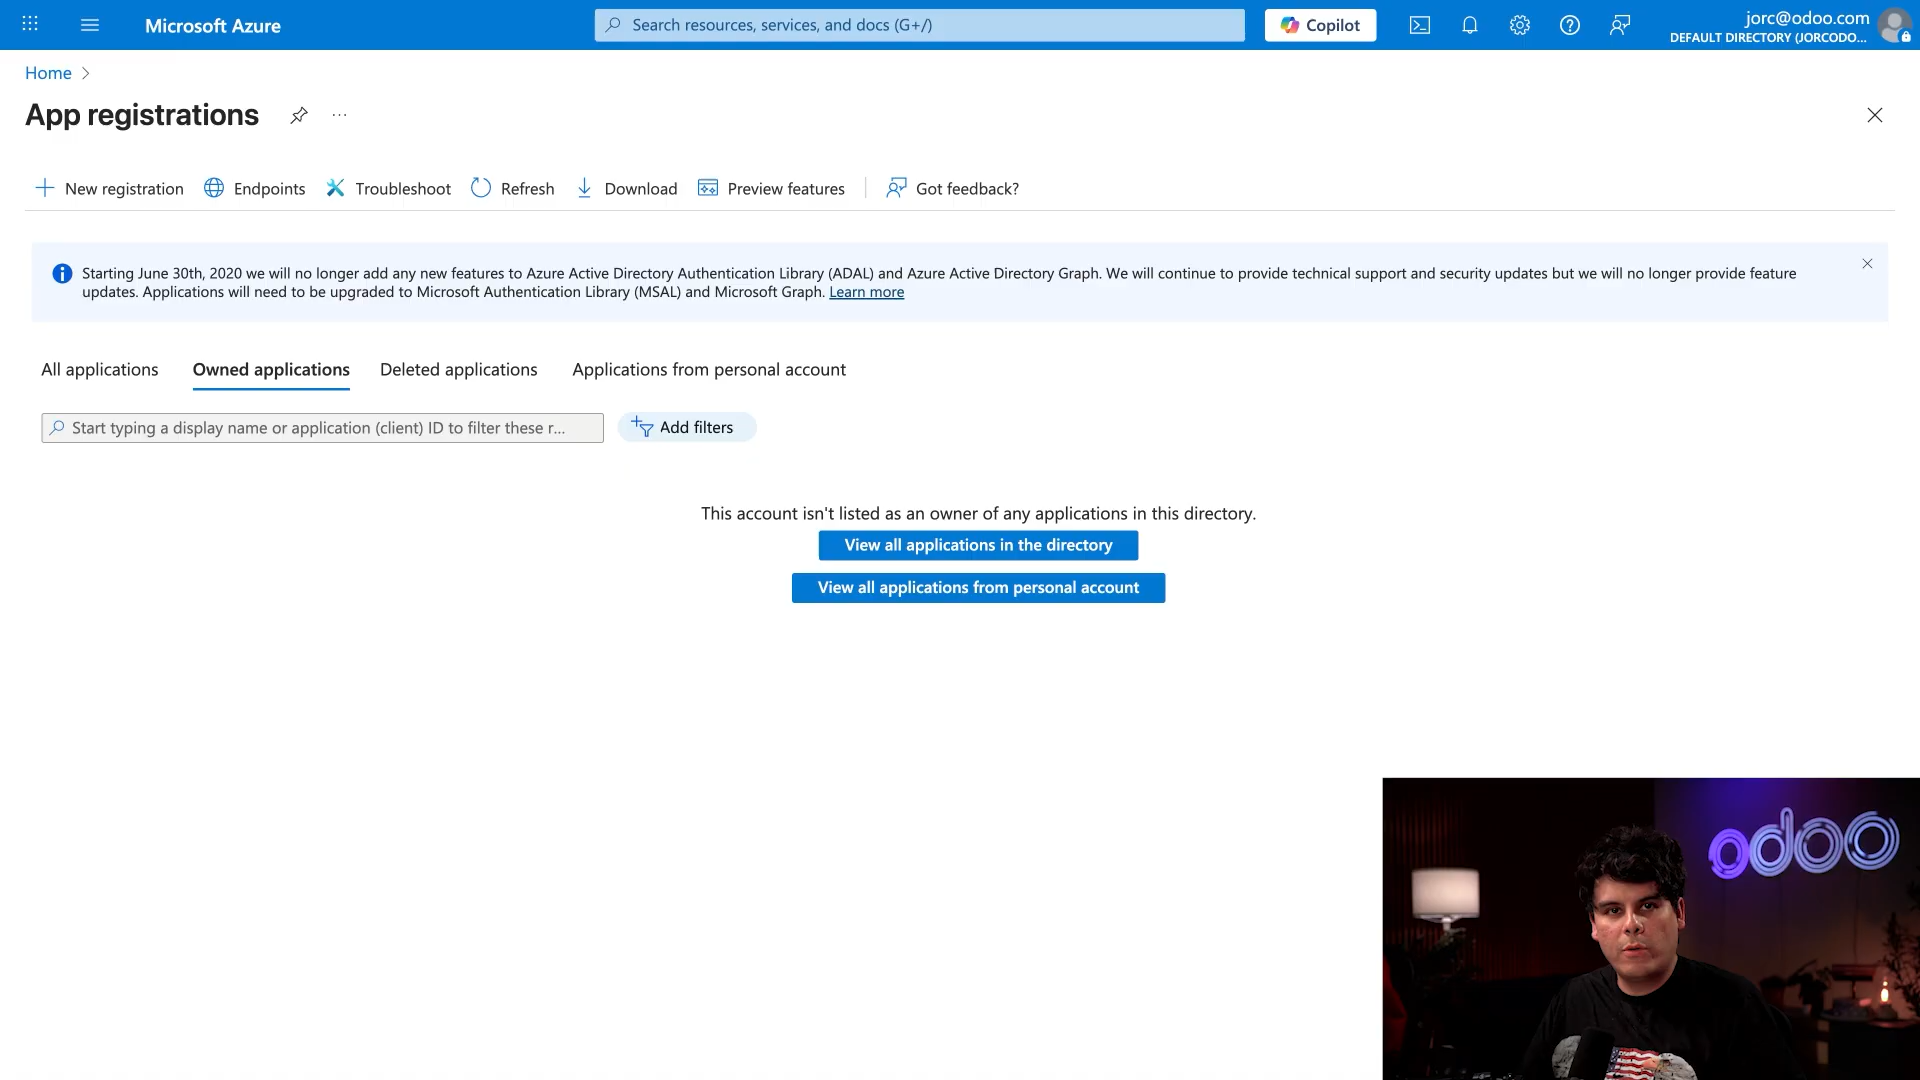 Microsoft Azure
Search resources, services, and docs (G+/)
Copilot
jorc@odoo.com
DEFAULT DIRECTORY (JORCODO...
Home
App registrations
New registration
Endpoints
Troubleshoot
Refresh
Download
Preview features
Got feedback?
Starting June 30th, 2020 we will no longer add any new features to Azure Active Directory Authentication Library (ADAL) and Azure Active Directory Graph. We will continue to provide technical support and security updates but we will no longer provide feature
updates. Applications will need to be upgraded to Microsoft Authentication Library (MSAL) and Microsoft Graph. Learn more
All applications
Owned applications
Deleted applications
Applications from personal account
Start typing a display name or application (client) ID to filter these r...
Add filters
This account isn't listed as an owner of any applications in this directory.
View all applications in the directory
View all applications from personal account
odoo